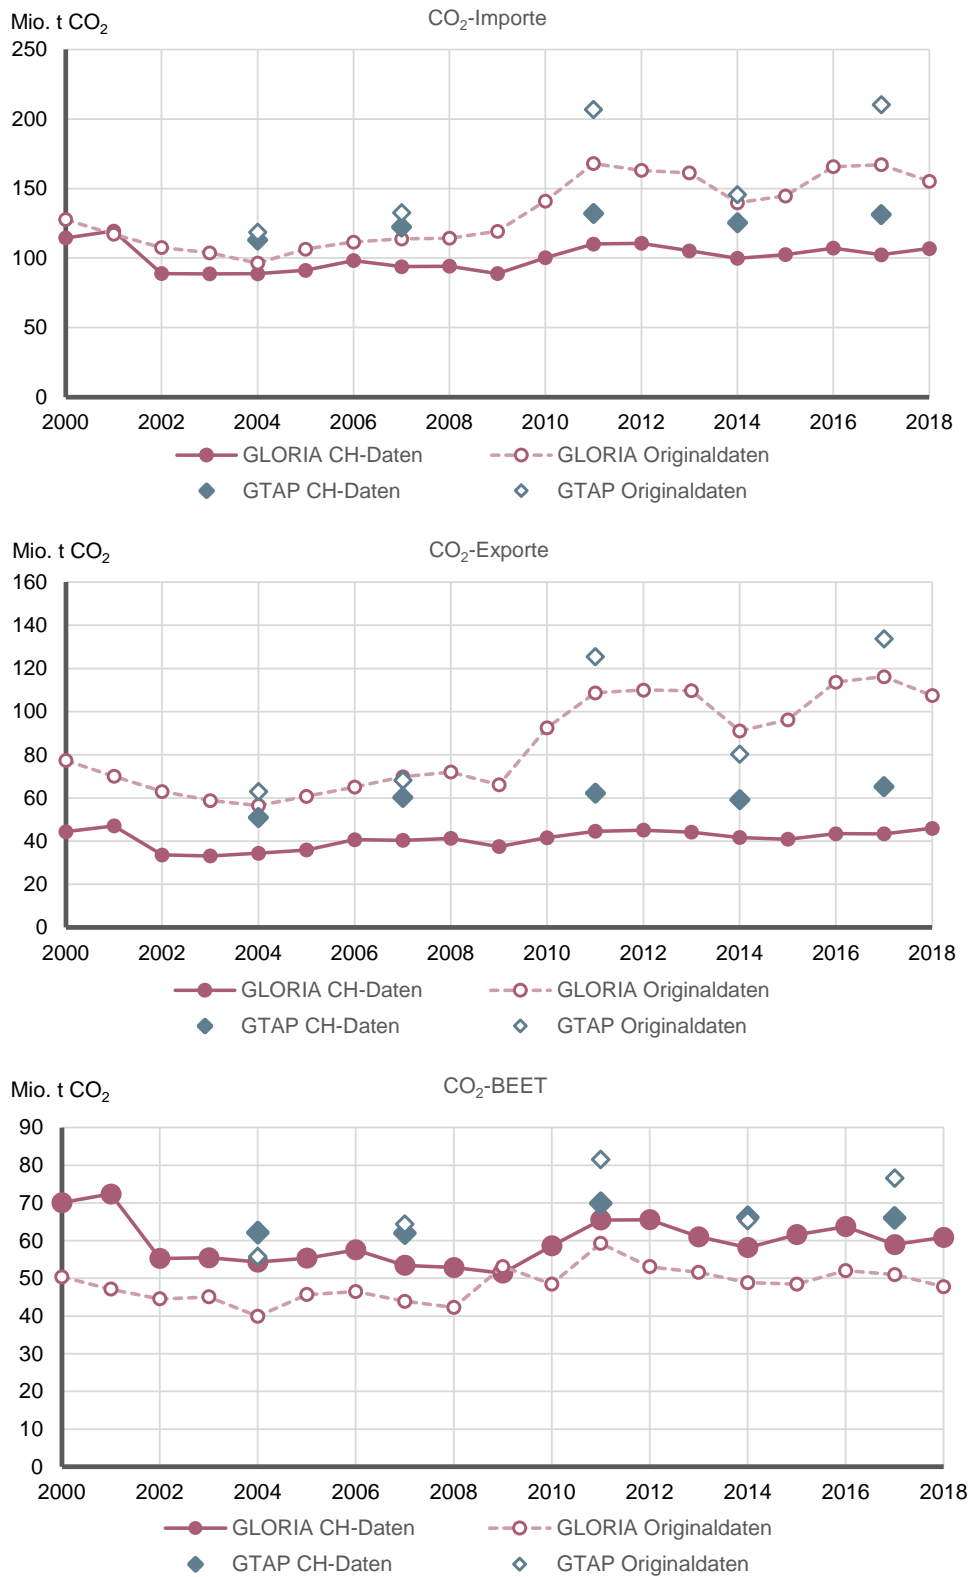 CO₂-Importe
Mio. t CO₂
250
200
150
100
50
0
2000 2002 2004 2006 2008 2010 2012 2014 2016 2018
GLORIA CH-Daten GLORIA Originaldaten
GTAP CH-Daten GTAP Originaldaten
CO₂-Exporte
Mio. t CO₂
160
140
120
100
80
60
40
20
0
2000 2002 2004 2006 2008 2010 2012 2014 2016 2018
GLORIA CH-Daten GLORIA Originaldaten
GTAP CH-Daten GTAP Originaldaten
CO₂-BEET
Mio. t CO₂
90
80
70
60
50
40
30
20
10
0
2000 2002 2004 2006 2008 2010 2012 2014 2016 2018
GLORIA CH-Daten GLORIA Originaldaten
GTAP CH-Daten GTAP Originaldaten